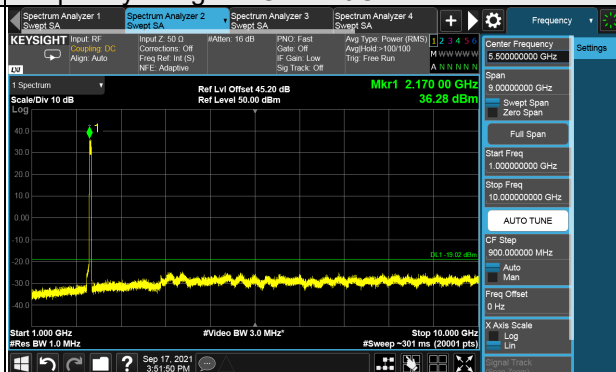 Spectrum Analyzer 1
Swept SA
Spectrum Analyzer 2
Swept SA
Spectrum Analyzer 3
Swept SA
Spectrum Analyzer 4
Swept SA
Frequency
KEYSIGHT
Input: RF
Coupling: DC
Align: Auto
Input Z: 50 Ω
Corrections: Off
Freq Ref: Int (S)
NFE: Adaptive
#Atten: 16 dB
PNO: Fast
Gate: Off
IF Gain: Low
Sig Track: Off
Avg Type: Power (RMS)
Avg|Hold:>100/100
Trig: Free Run
1 2 3 4 5 6
M W W W W W
A N N N N N
LXI
1 Spectrum
Scale/Div 10 dB
Log
Ref Lvl Offset 45.20 dB
Ref Level 50.00 dBm
Mkr1 2.170 00 GHz
36.28 dBm
1
40.0
30.0
20.0
10.0
0.00
-10.0
-20.0
-30.0
-40.0
DL1 -19.02 dBm
Start 1.000 GHz
#Res BW 1.0 MHz
#Video BW 3.0 MHz*
Stop 10.000 GHz
#Sweep ~301 ms (20001 pts)
Sep 17, 2021
3:51:50 PM
Center Frequency
5.500000000 GHz
Settings
Span
9.00000000 GHz
Swept Span
Zero Span
Full Span
Start Freq
1.000000000 GHz
Stop Freq
10.000000000 GHz
AUTO TUNE
CF Step
900.000000 MHz
Auto
Man
Freq Offset
0 Hz
X Axis Scale
Log
Lin
Signal Track